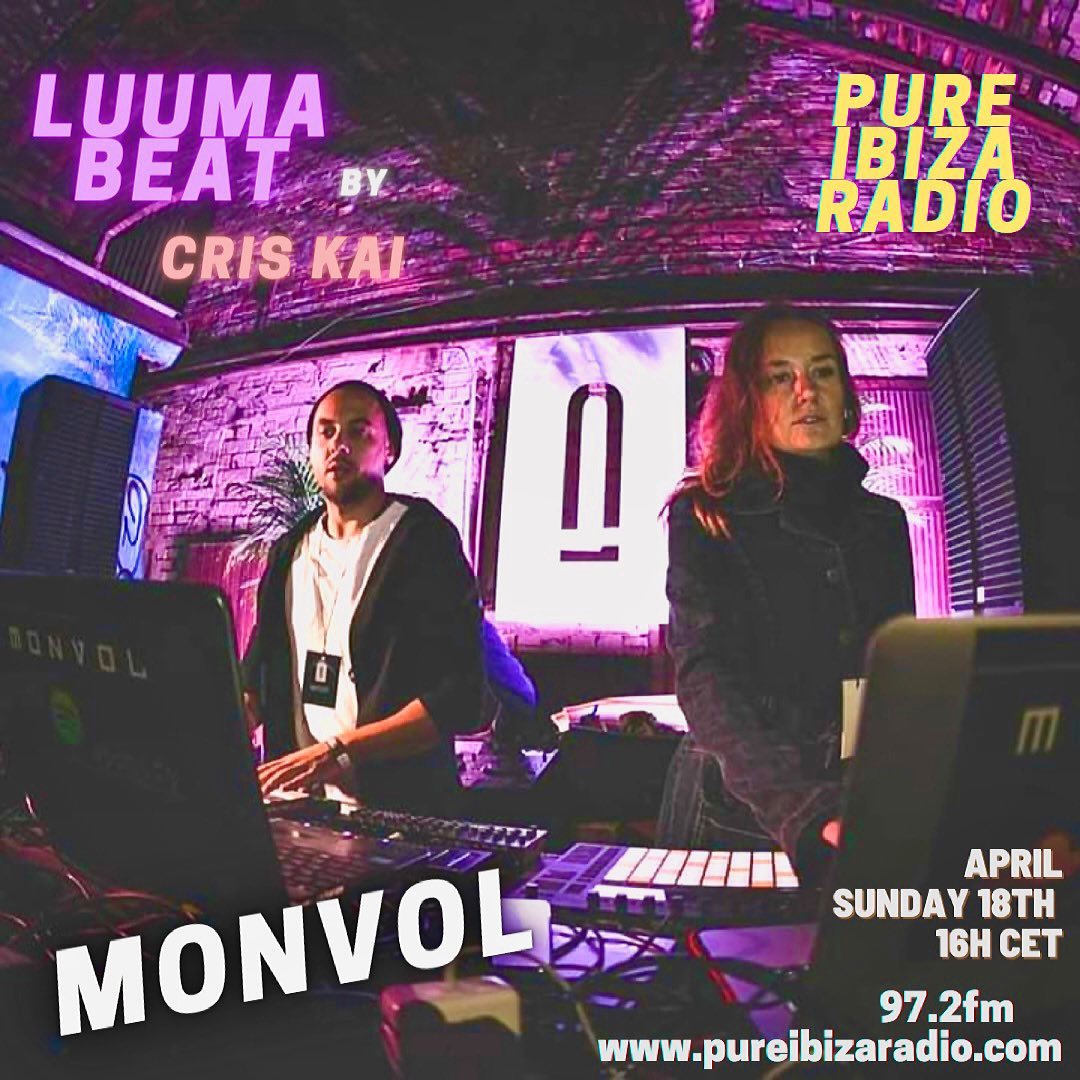 LUUMA
BEAT BY
CRIS KAI
PURE
IBIZA
RADIO
MONVOL
M
MONVOL
APRIL
SUNDAY 18TH
16H CET
97.2fm
www.pureibizaradio.com